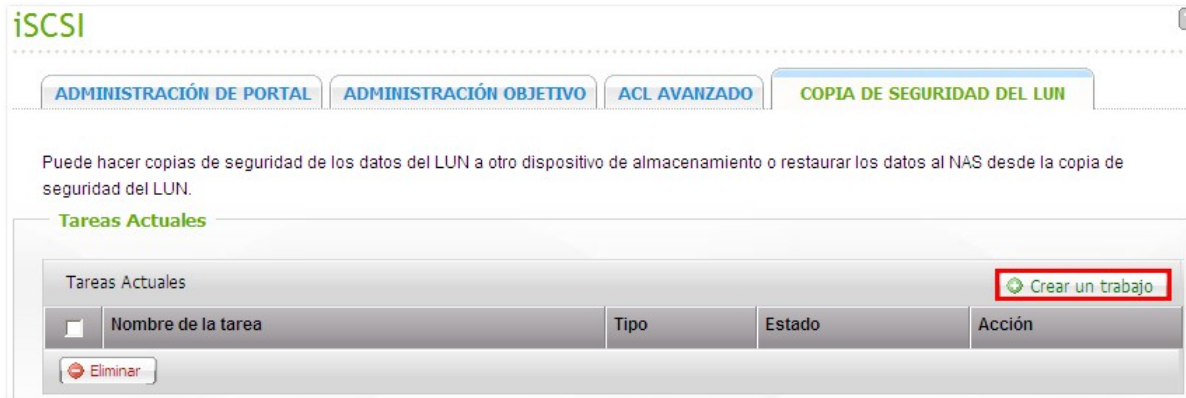 iSCSI
ADMINISTRACIÓN DE PORTAL ADMINISTRACIÓN OBJETIVO ACL AVANZADO COPIA DE SEGURIDAD DEL LUN
Puede hacer copias de seguridad de los datos del LUN a otro dispositivo de almacenamiento o restaurar los datos al NAS desde la copia de
seguridad del LUN.
Tareas Actuales
Tareas Actuales Crear un trabajo
Nombre de la tarea Tipo Estado Acción
Eliminar